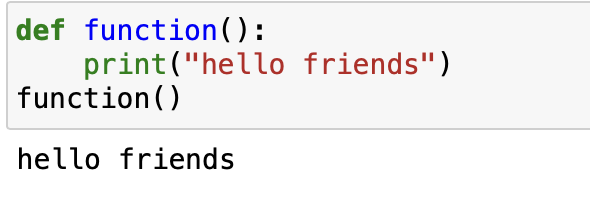 def function():
    print("hello friends")
function()
hello friends